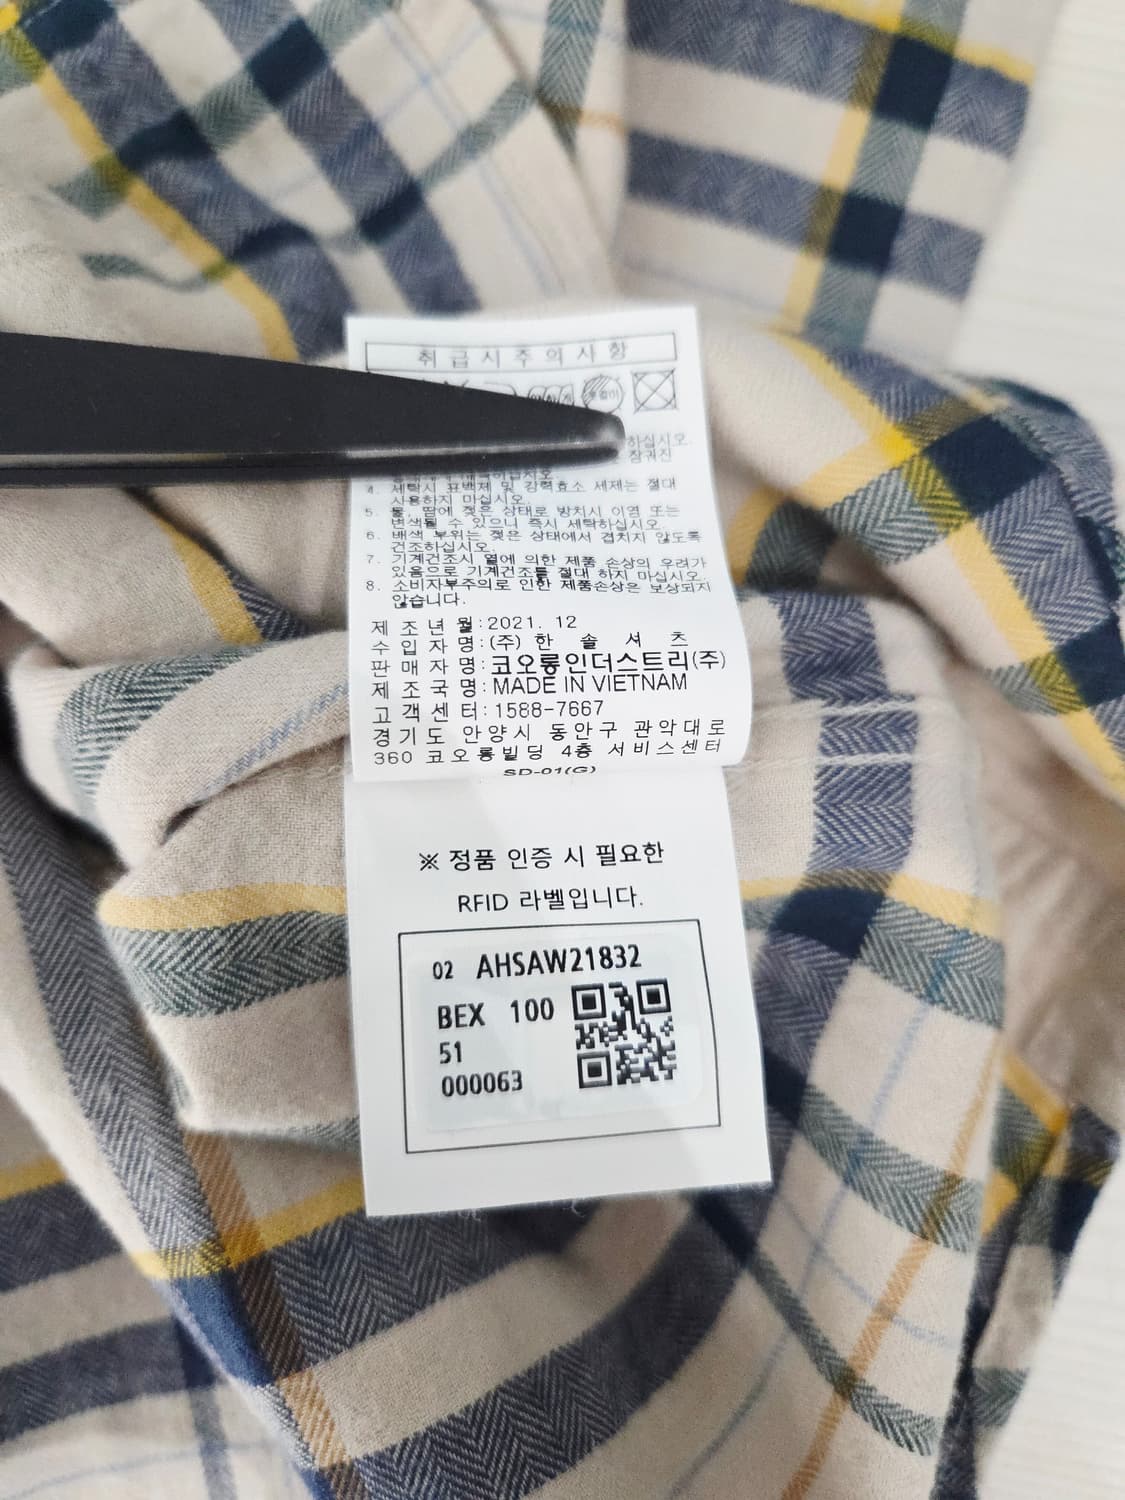 취급시주의사항
하십시오.
장궈진
4. 세탁시 표백제 및 강력효소 세제는 절대
사용하지 마십시오.
5. 물, 땀에 젖은 상태로 방치시 이염 또는
변색될 수 있으니 즉시 세탁하십시오.
6. 배색 부위는 젖은 상태에서 겹치지 않도록
건조하십시오.
7. 기계건조시 열에 의한 제품 손상의 우려가
있음으로 기계건조를 절대 하지 마십시오.
8. 소비자부주의로 인한 제품손상은 보상되지
않습니다.
제 조 년 월:2021. 12
수 입 자 명:(주) 한 솔 셔 츠
판 매 자 명:코오롱인더스트리(주)
제 조 국 명:MADE IN VIETNAM
고 객 센 터:1588-7667
경기도 안양시 동안구 관악대로
360 코오롱빌딩 4층 서비스센터
SD-01(G)
※ 정품 인증 시 필요한
RFID 라벨입니다.
02 AHSAW21832
BEX 100
51
000063